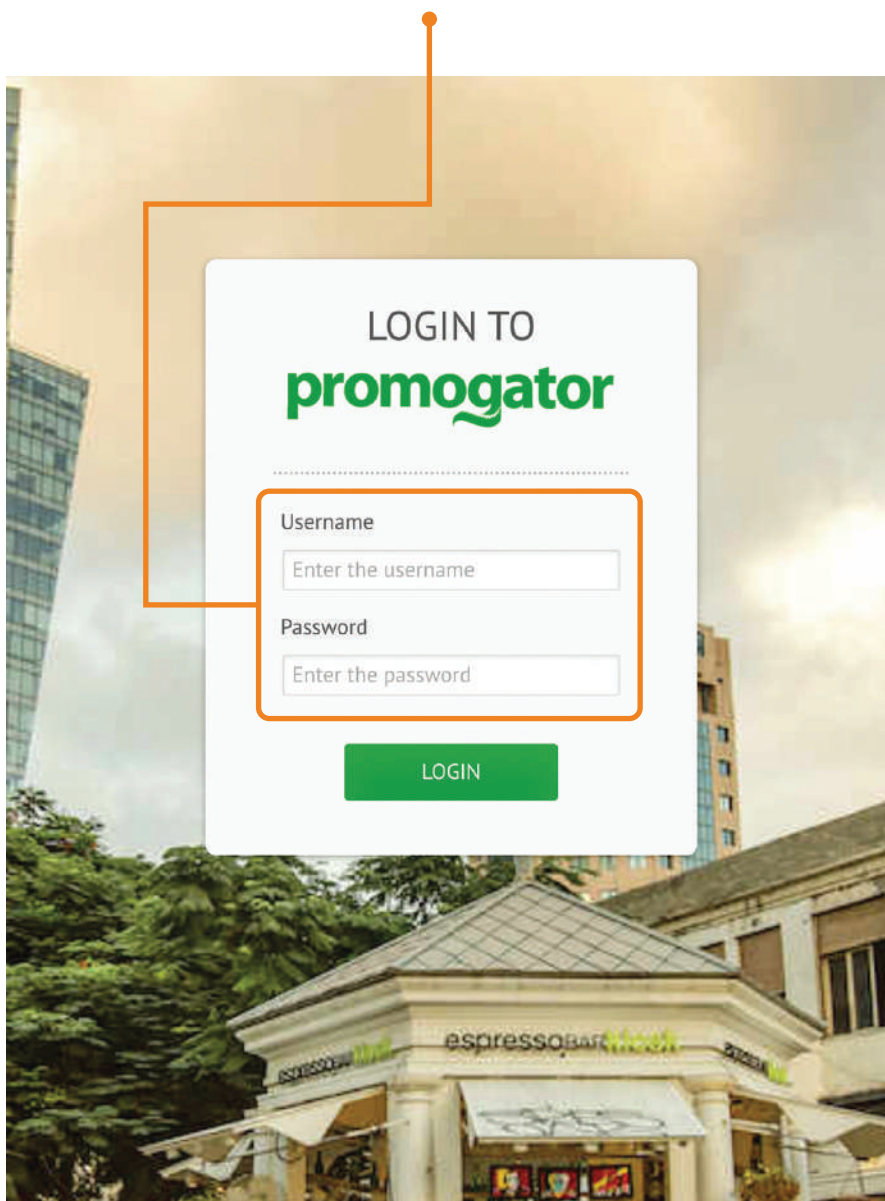 LOGIN TO
promogator
Username
Enter the username
Password
Enter the password
LOGIN
espressoBAR kiosk